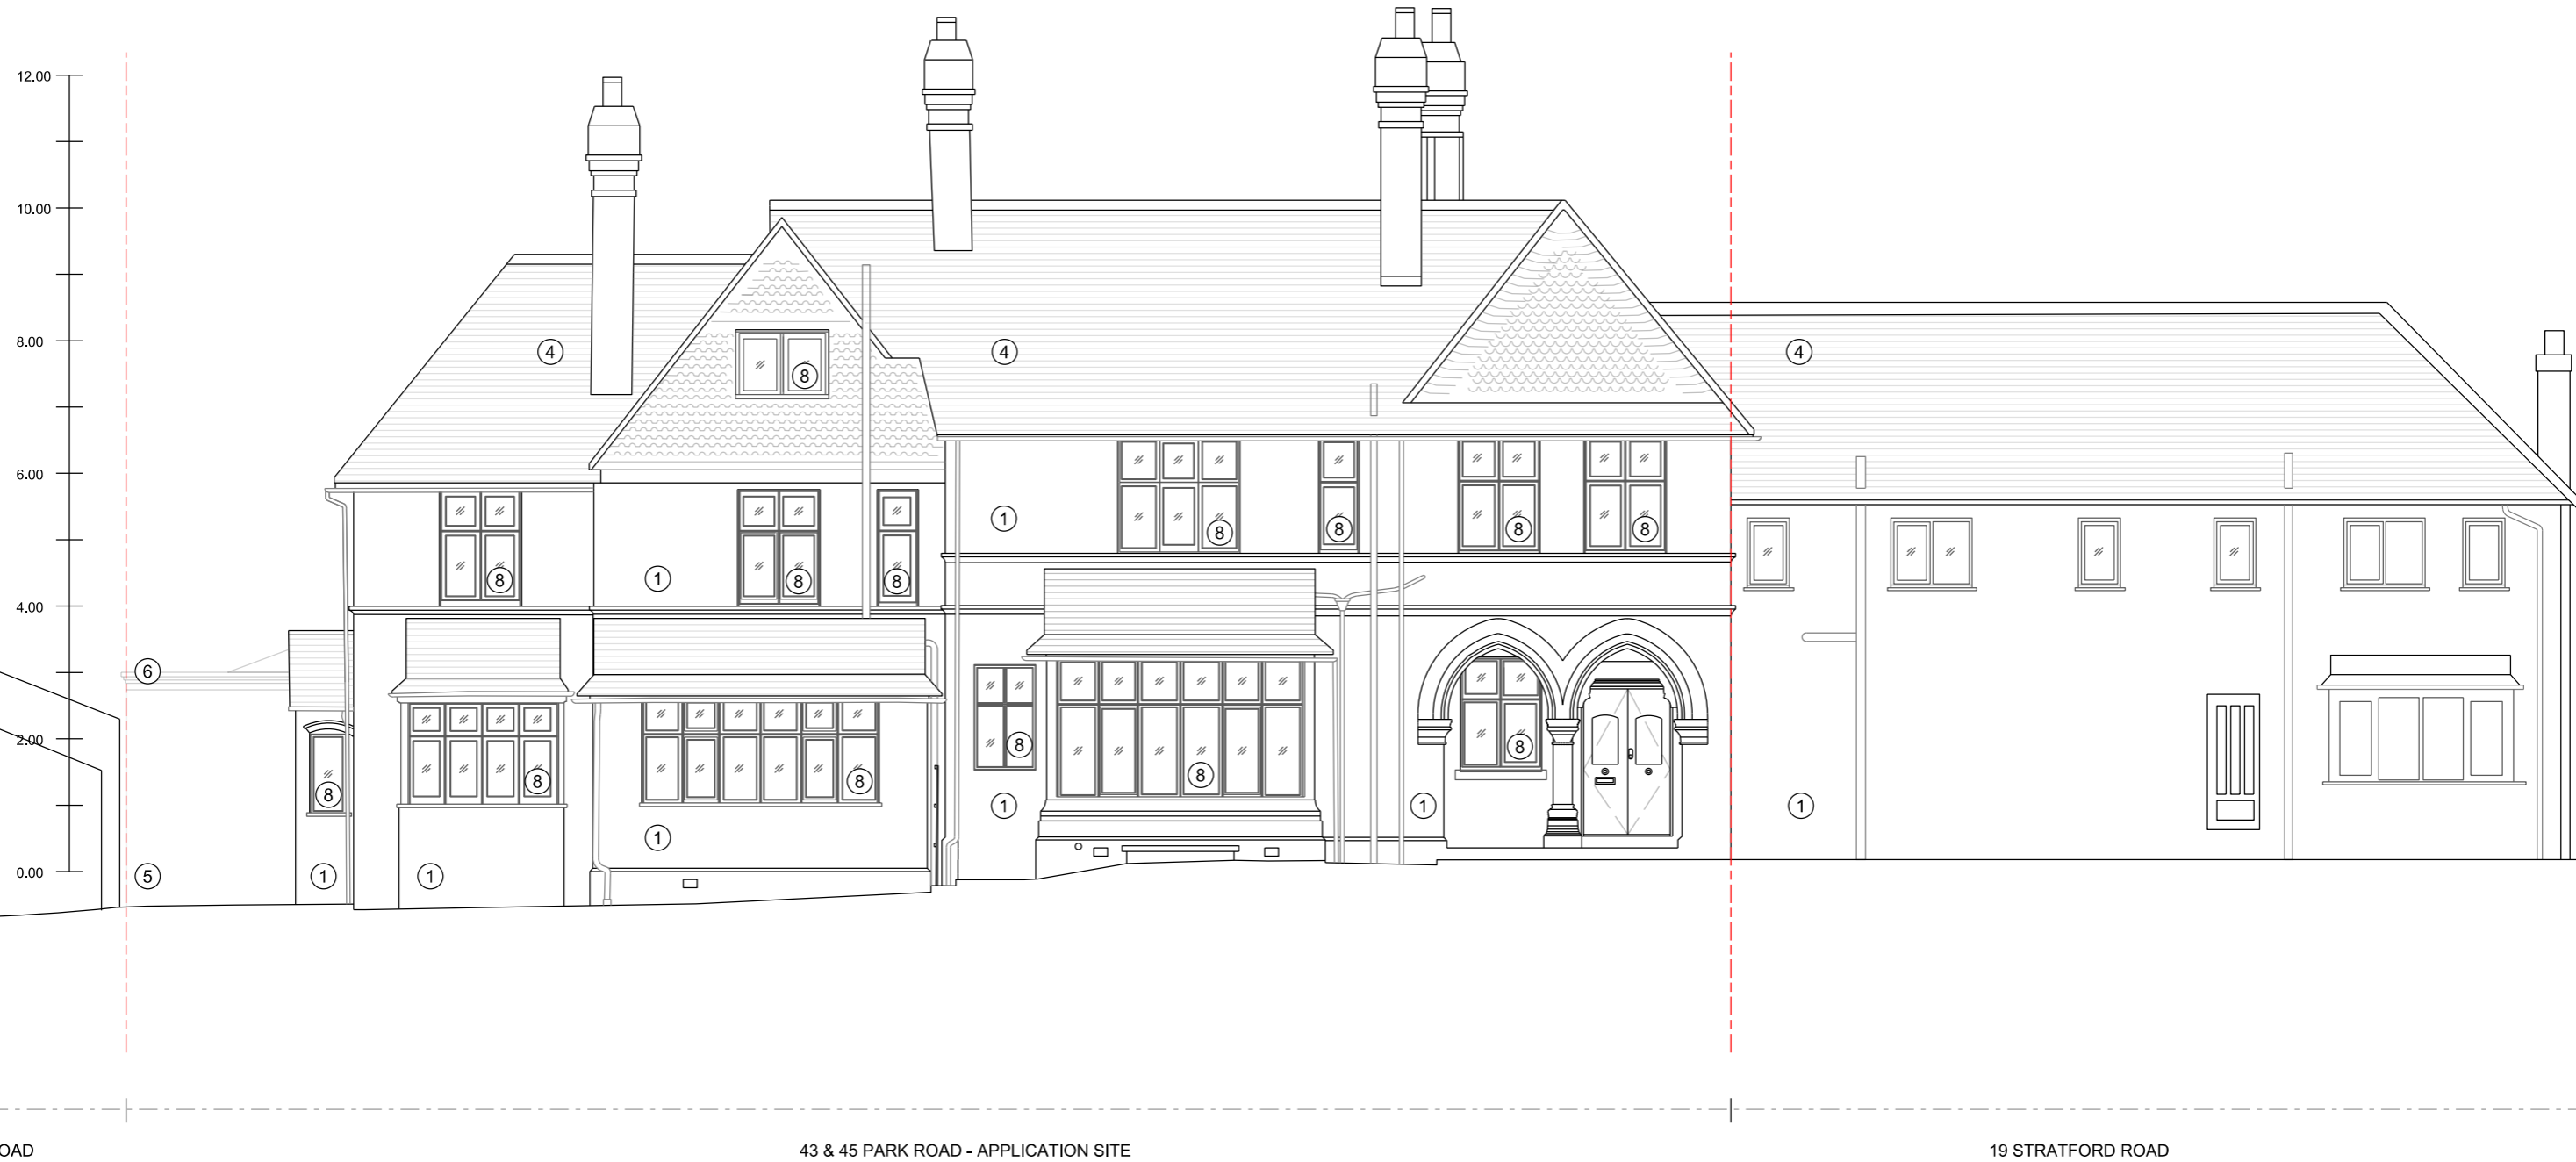 12.00
10.00
8.00
4 8 4 4
6.00
1 8 8 8 8
8 1 8 8
4.00
6
2.00
8 8
8 8 8
1 1 1
1
0.00
5 1 1
OAD
43 & 45 PARK ROAD - APPLICATION SITE
19 STRATFORD ROAD